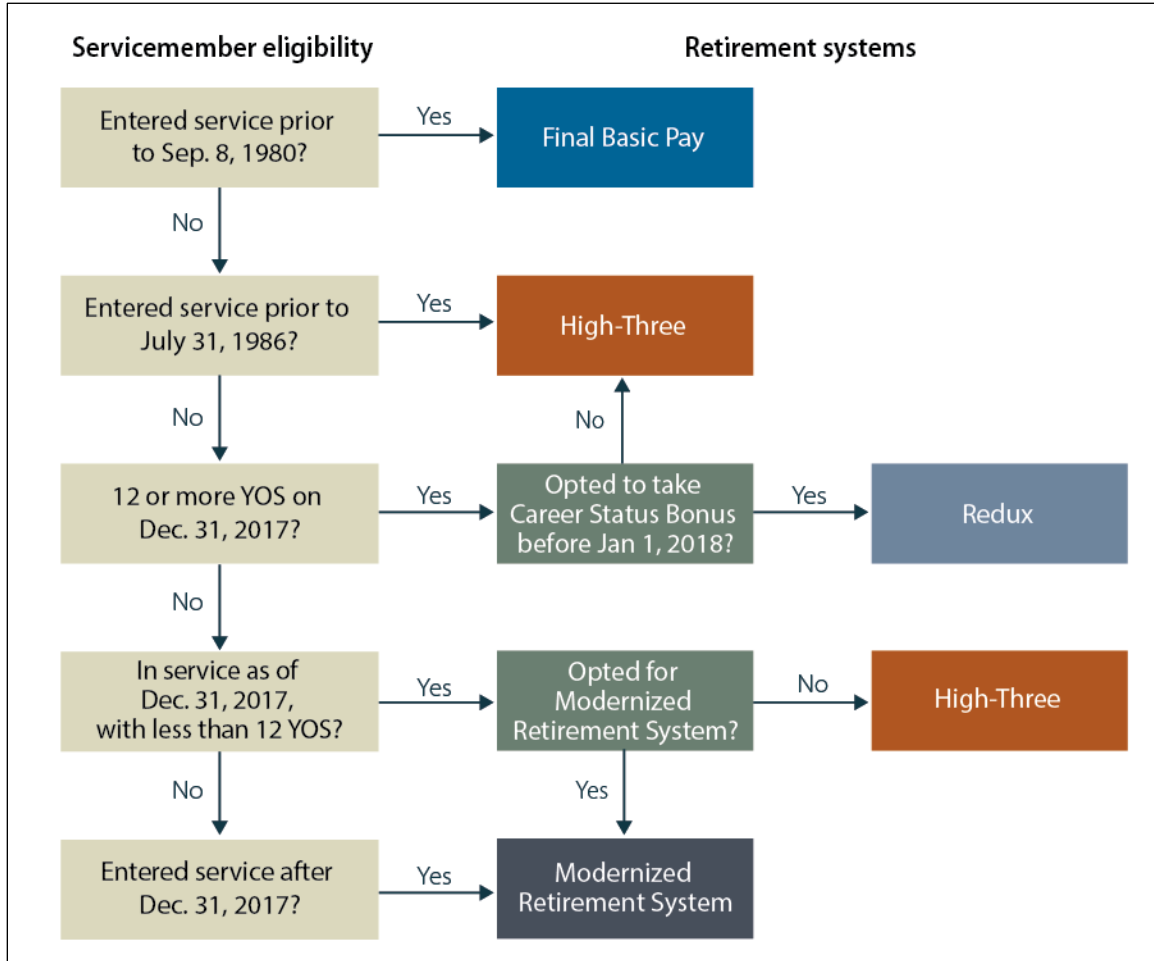 Servicemember eligibility
Retirement systems
Entered service prior
to Sep. 8, 1980?
Yes
Final Basic Pay
No
Entered service prior to
July 31, 1986?
Yes
High-Three
No
No
12 or more YOS on
Dec. 31, 2017?
Yes
Opted to take
Career Status Bonus
before Jan 1, 2018?
Yes
Redux
No
In service as of
Dec. 31, 2017,
with less than 12 YOS?
Yes
Opted for
Modernized
Retirement System?
No
High-Three
No
Yes
Entered service after
Dec. 31, 2017?
Yes
Modernized
Retirement System